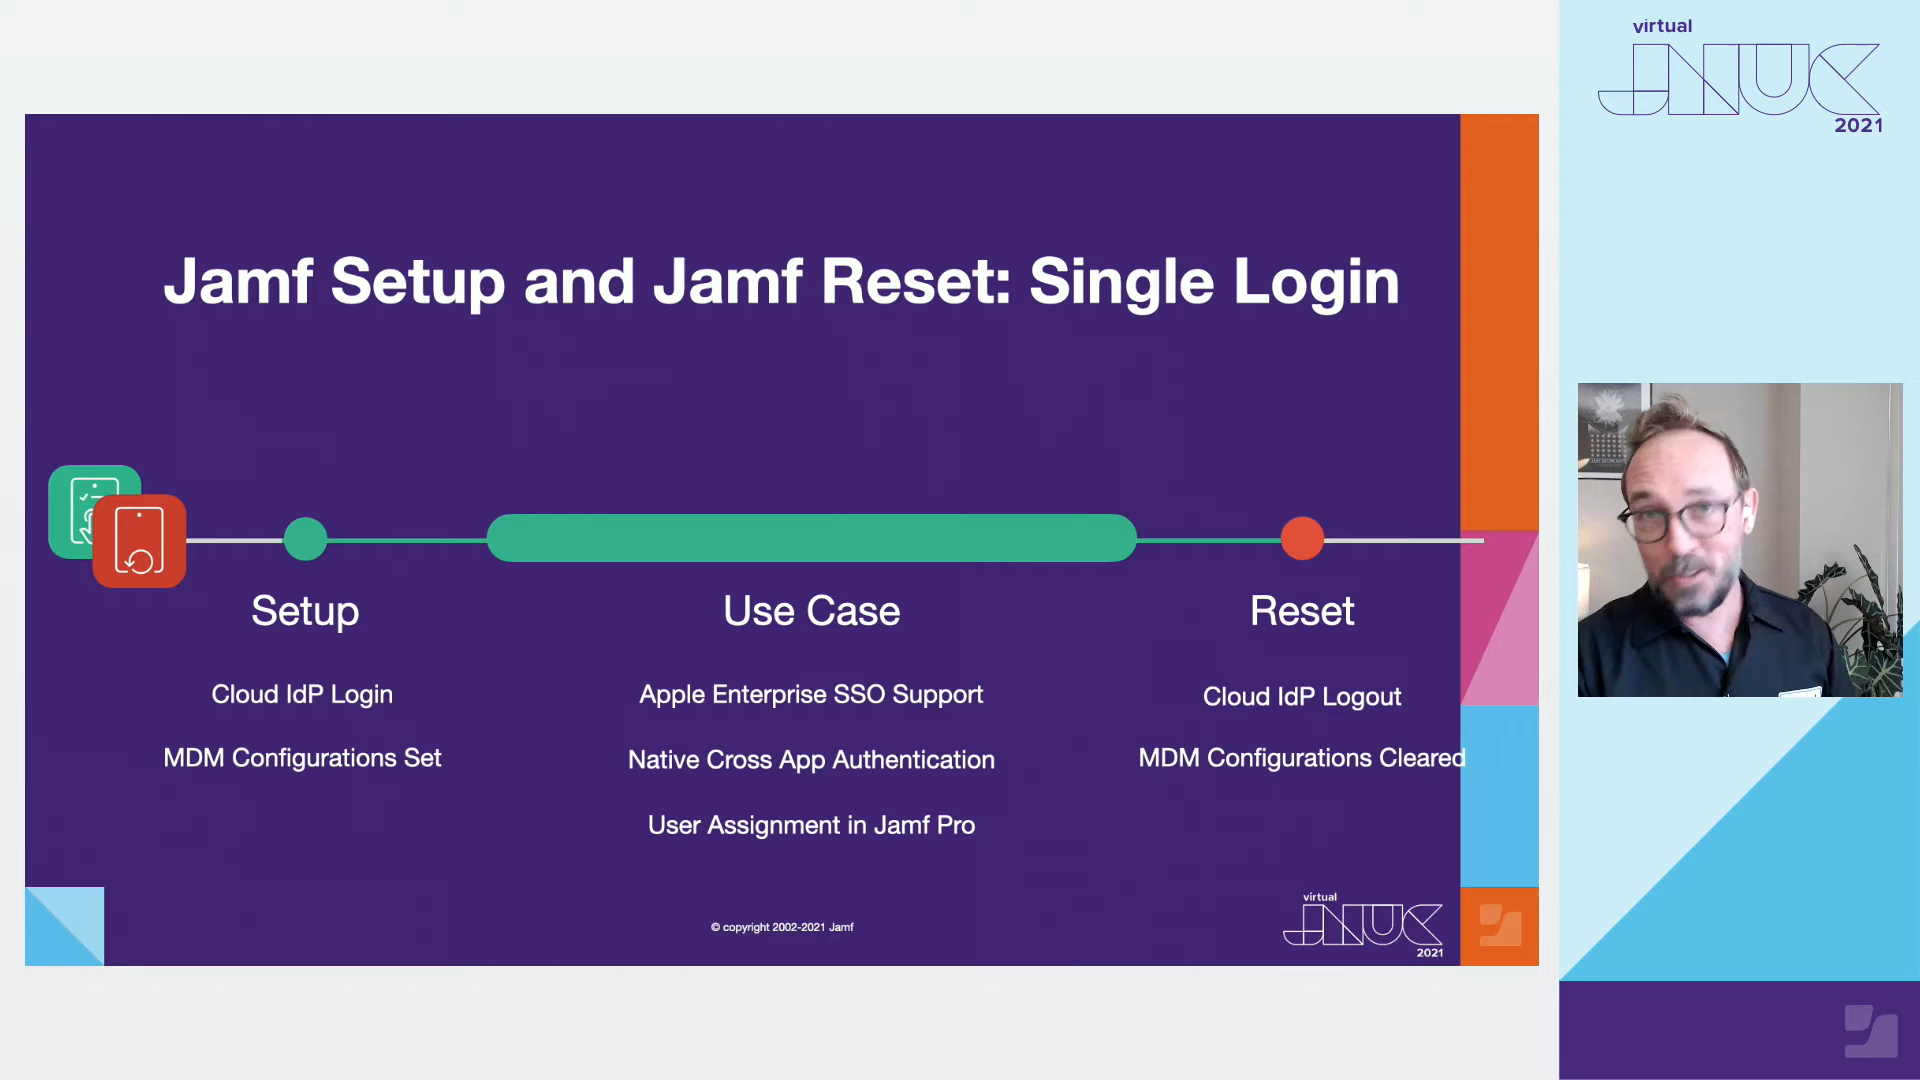 virtual
JNUC
2021
Jamf Setup and Jamf Reset: Single Login
Setup
Cloud IdP Login
MDM Configurations Set
Use Case
Apple Enterprise SSO Support
Native Cross App Authentication
User Assignment in Jamf Pro
Reset
Cloud IdP Logout
MDM Configurations Cleared
© copyright 2002-2021 Jamf
virtual
JNUC
2021